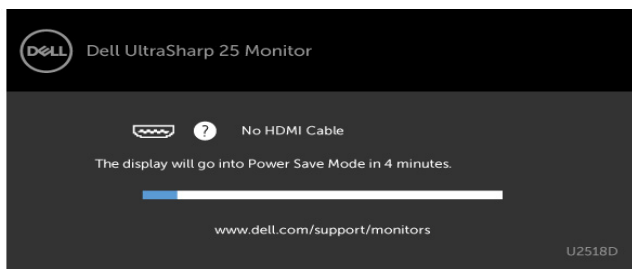 DELL
Dell UltraSharp 25 Monitor
? No HDMI Cable
The display will go into Power Save Mode in 4 minutes.
www.dell.com/support/monitors
U2518D